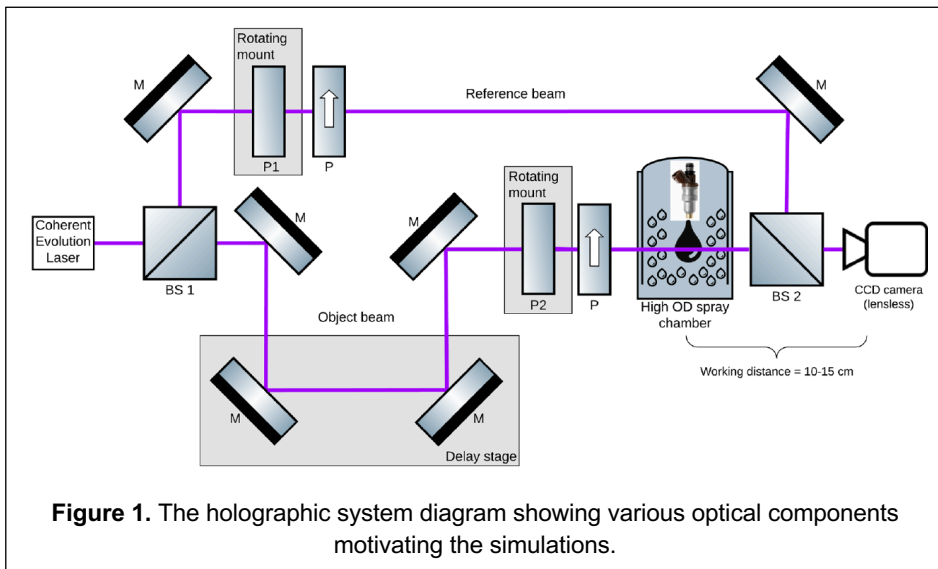 Rotating
mount
M
M
Reference beam
P1
P
Rotating
mount
M
M
Coherent
Evolution
Laser
BS 1
P2
P
High OD spray
chamber
BS 2
CCD camera
(lensless)
Object beam
Working distance = 10-15 cm
M
M
Delay stage
Figure 1. The holographic system diagram showing various optical components
motivating the simulations.